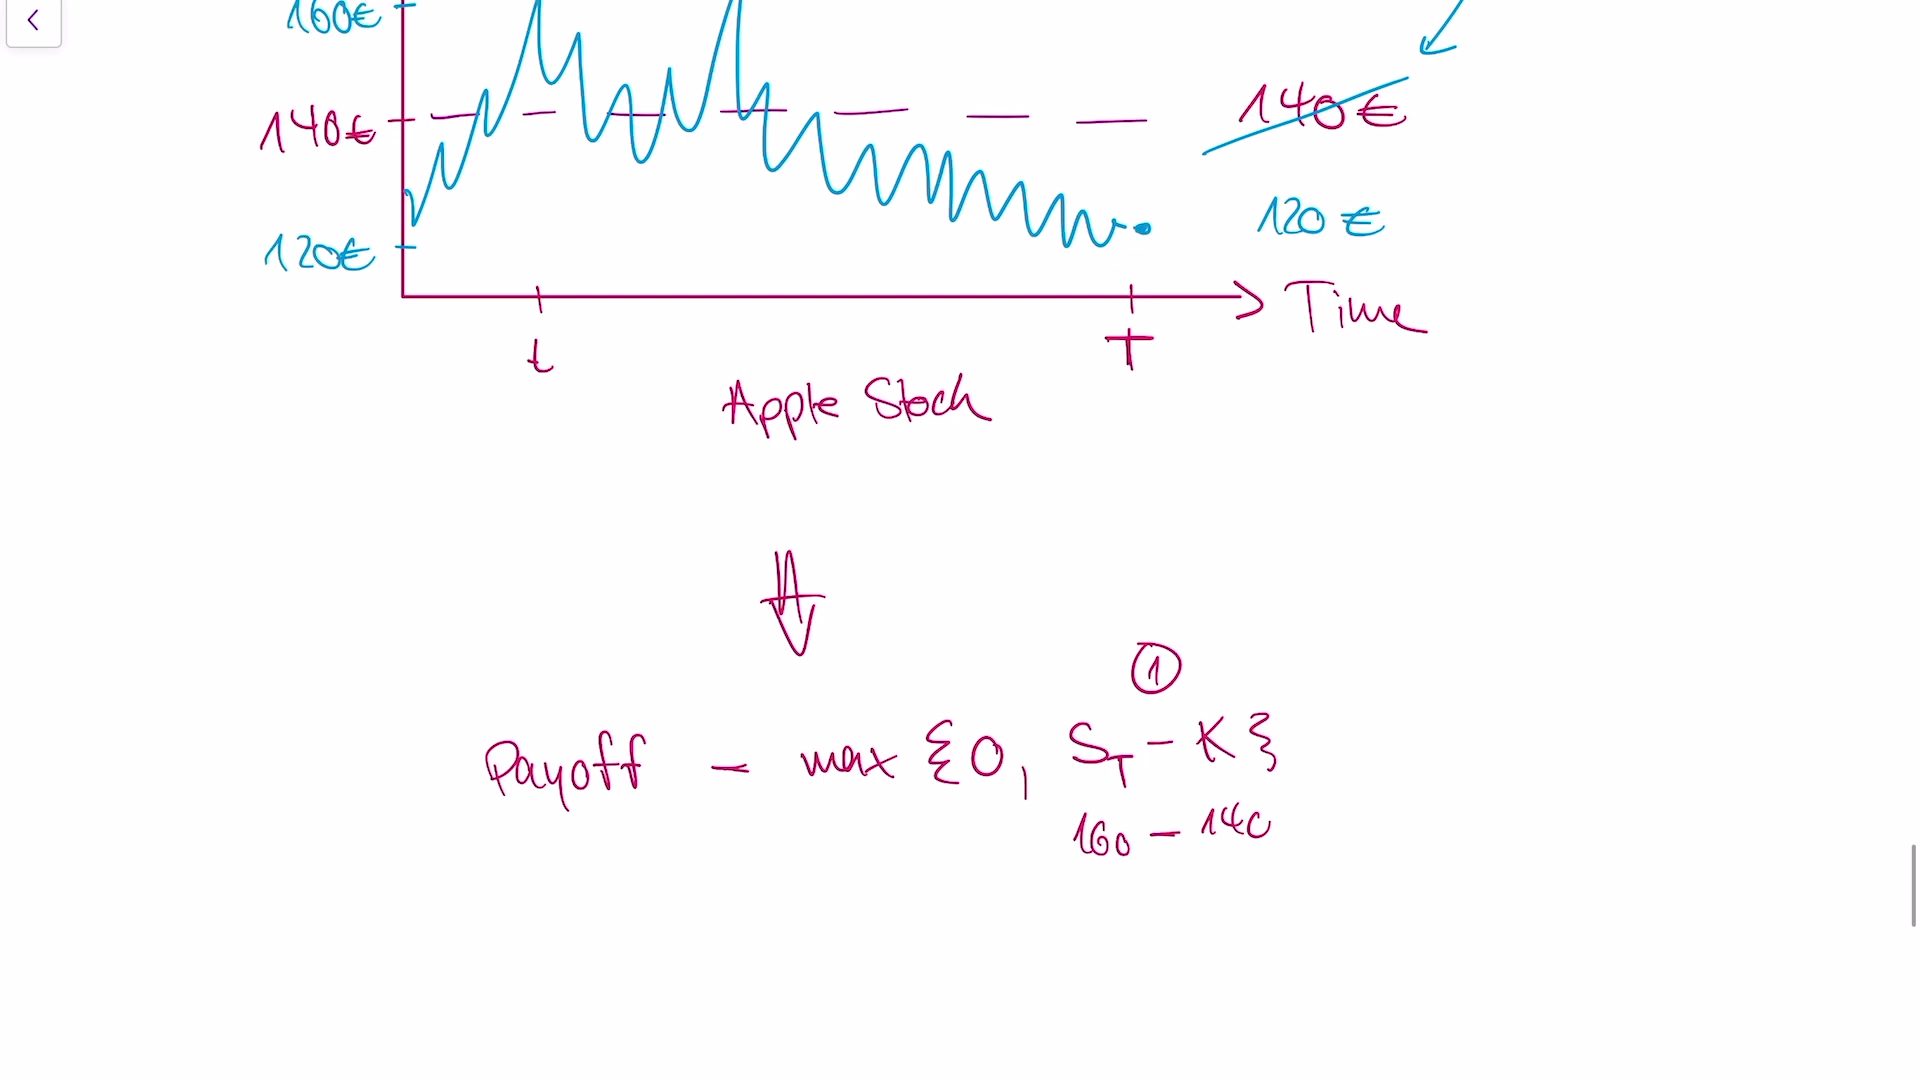 160€
140€ 140€
120€ 120€
Time
t T
Apple Stock
①
Payoff = max {0, S_T - K}
160 - 140